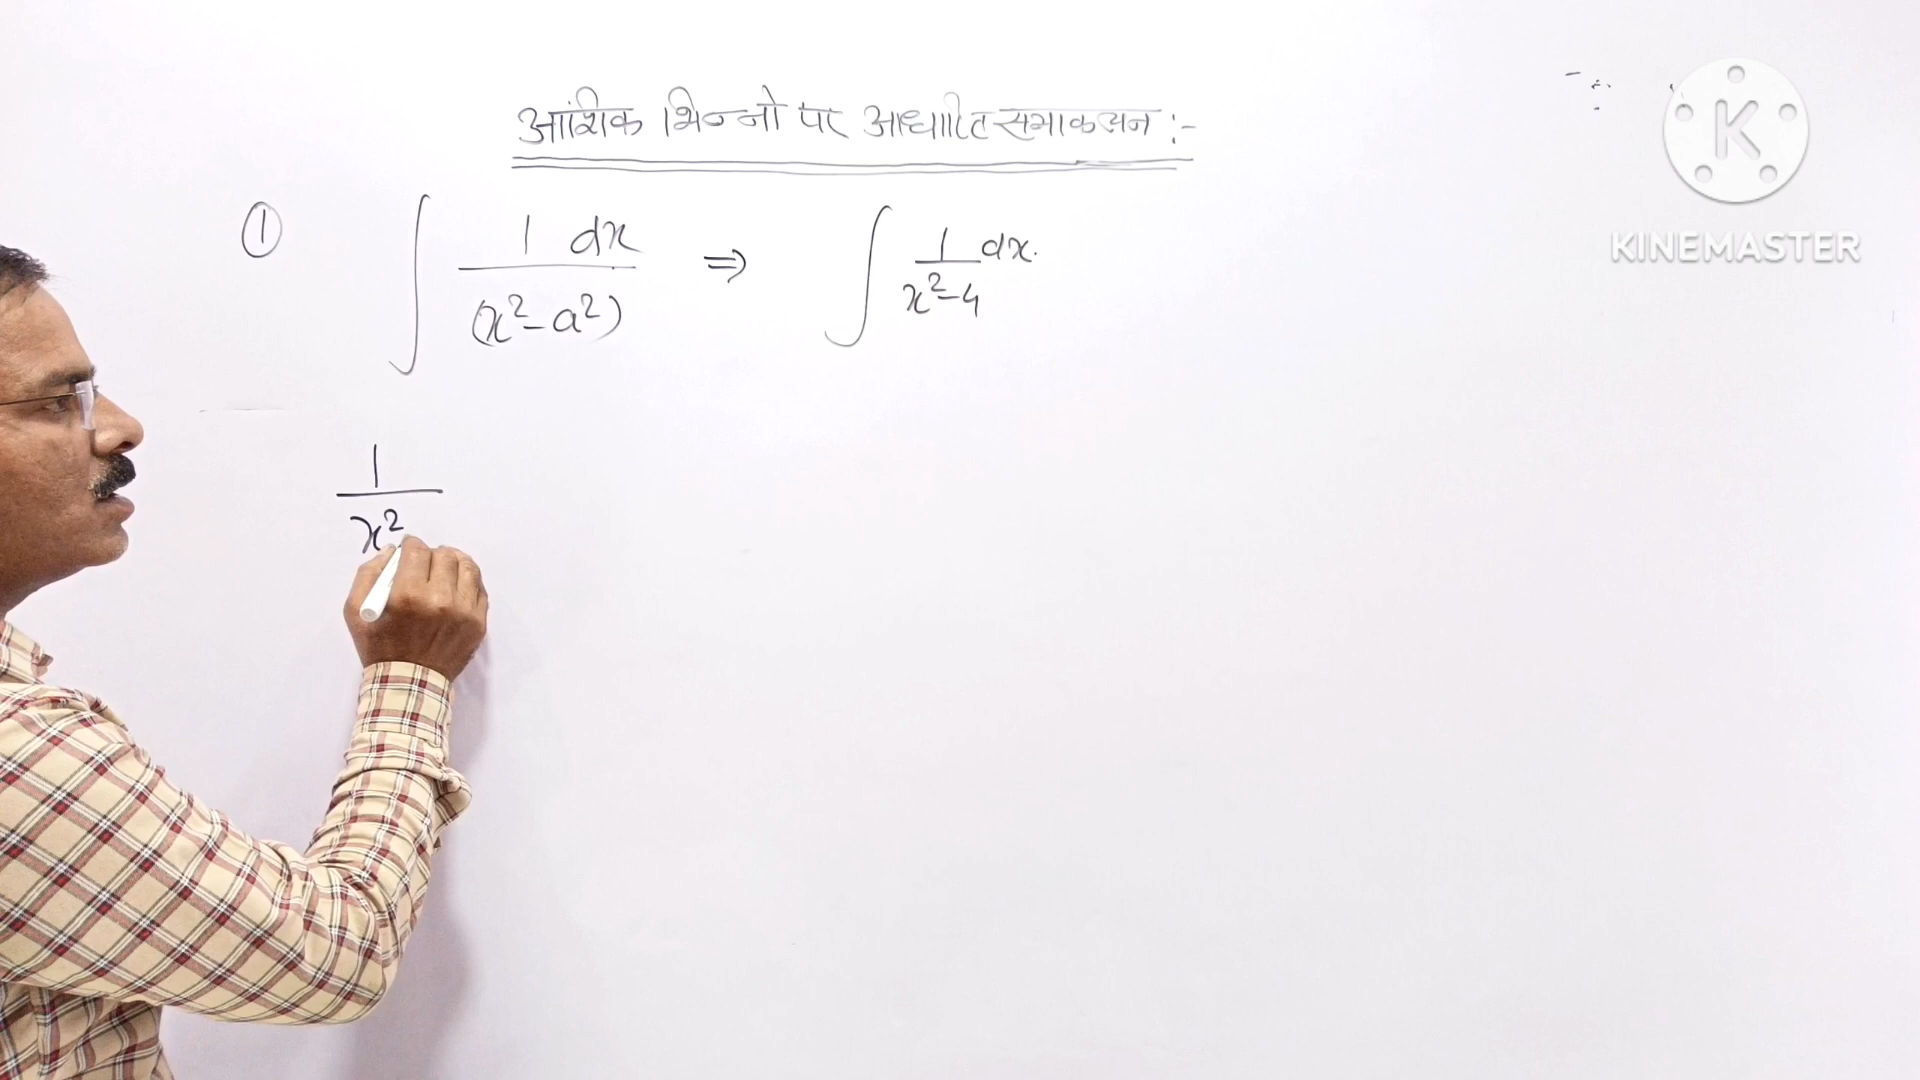 आंशिक भिन्नो पर आधारित समाकलन :-
① ∫ 1 dx / (x² - a²) ⇒ ∫ 1/(x² - 4) dx.
1 / x²
K
KINEMASTER